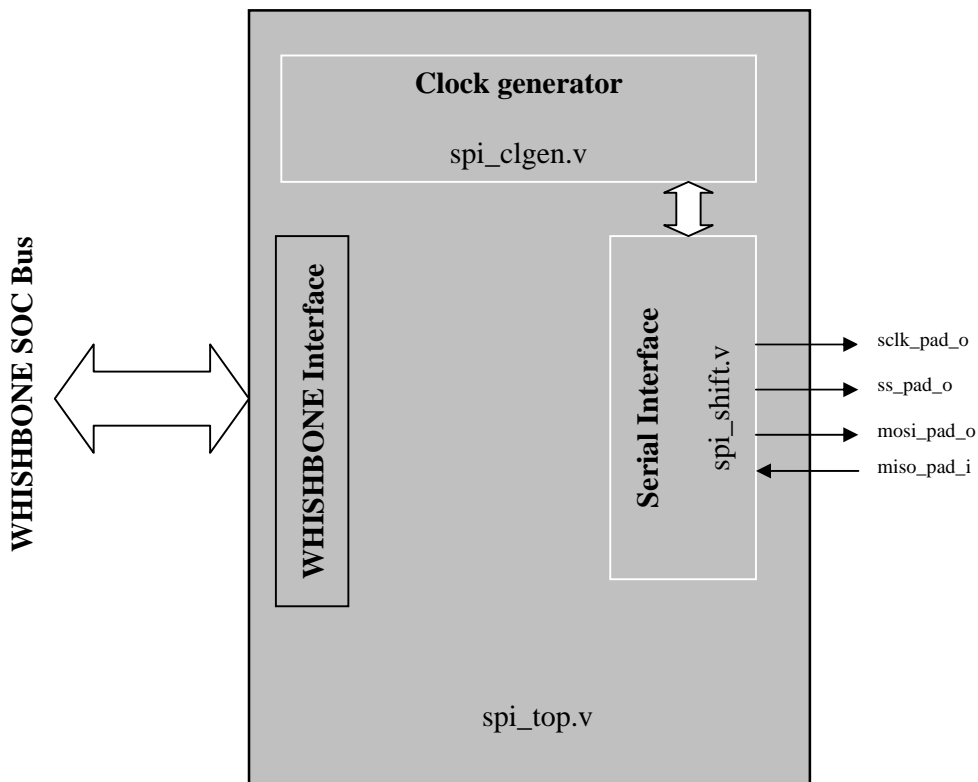 Clock generator
spi_clgen.v
WHISHBONE SOC Bus
WHISHBONE Interface
Serial Interface
spi_shift.v
sclk_pad_o
ss_pad_o
mosi_pad_o
miso_pad_i
spi_top.v